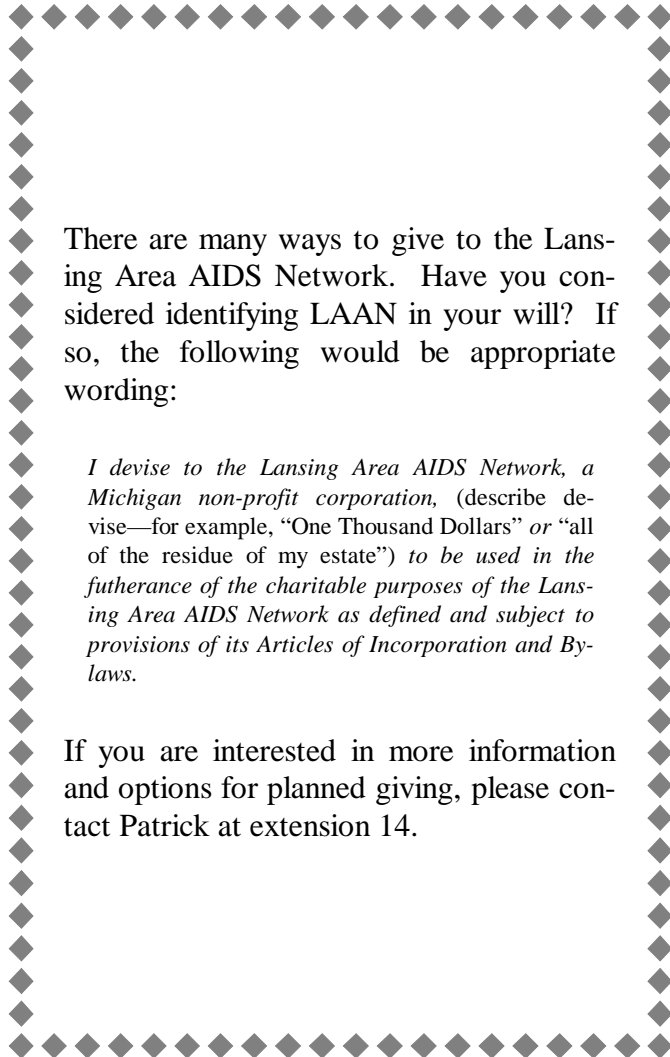 There are many ways to give to the Lans-
ing Area AIDS Network.  Have you con-
sidered identifying LAAN in your will?  If
so, the following would be appropriate
wording:
I devise to the Lansing Area AIDS Network, a
Michigan non-profit corporation, (describe de-
vise—for example, “One Thousand Dollars” or “all
of the residue of my estate”) to be used in the
futherance of the charitable purposes of the Lans-
ing Area AIDS Network as defined and subject to
provisions of its Articles of Incorporation and By-
laws.
If you are interested in more information
and options for planned giving, please con-
tact Patrick at extension 14.